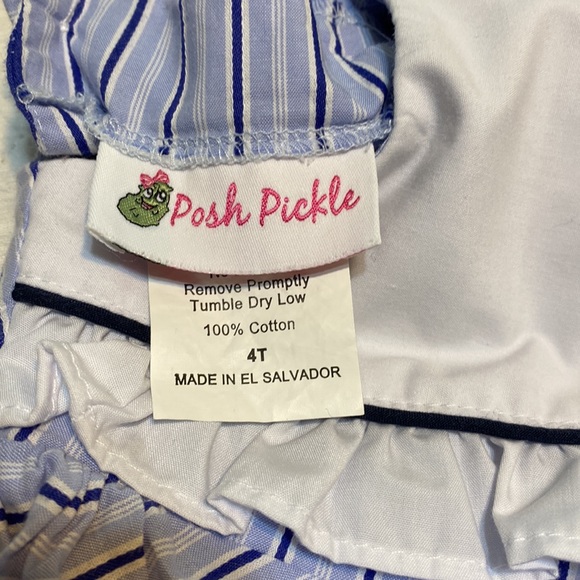 Posh Pickle
Remove Promptly
Tumble Dry Low
100% Cotton
4T
MADE IN EL SALVADOR